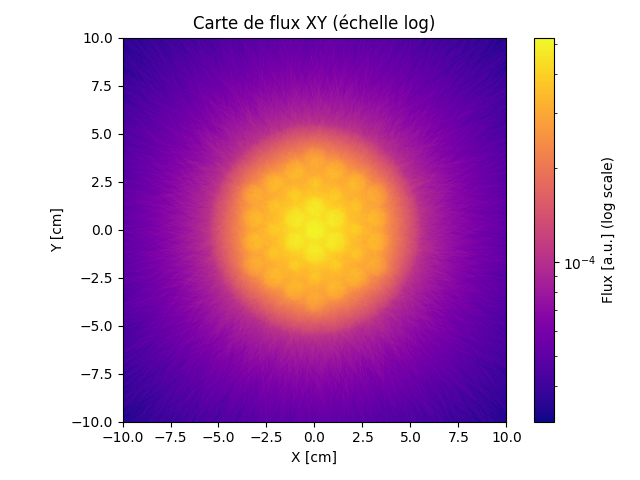 Carte de flux XY (échelle log)
10.0
7.5
5.0
2.5
0.0
−2.5
−5.0
−7.5
−10.0
Y [cm]
−10.0 −7.5 −5.0 −2.5 0.0 2.5 5.0 7.5 10.0
X [cm]
10⁻⁴
Flux [a.u.] (log scale)